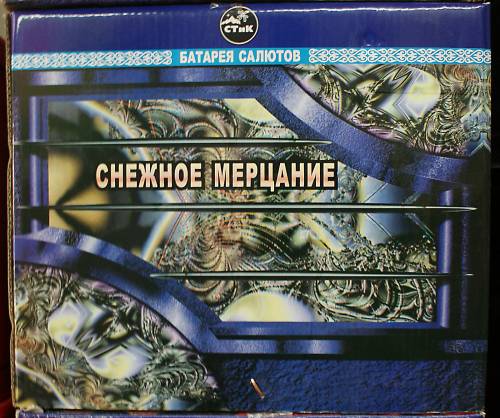 СТиК
БАТАРЕЯ САЛЮТОВ
СНЕЖНОЕ МЕРЦАНИЕ